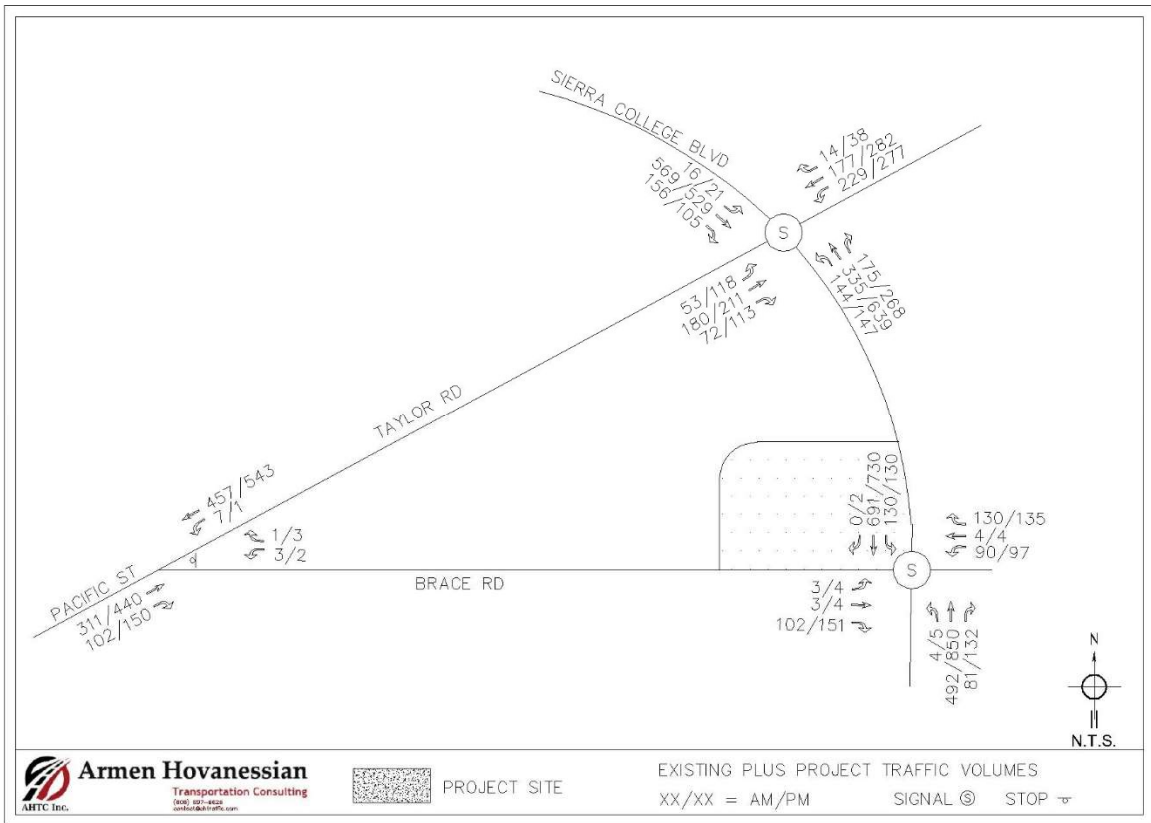 SIERRA COLLEGE BLVD
16/21
569/529
156/105
14/38
177/282
229/277
S
53/118
180/211
72/113
175/268
335/639
144/147
TAYLOR RD
457/543
7/1
1/3
3/2
PACIFIC ST
311/440
102/150
BRACE RD
0/2
691/730
130/130
130/135
4/4
90/97
S
3/4
3/4
102/151
4/5
492/850
81/132
N
N.T.S.
Armen Hovanessian
Transportation Consulting
AHTC Inc.
PROJECT SITE
EXISTING PLUS PROJECT TRAFFIC VOLUMES
XX/XX = AM/PM SIGNAL S STOP